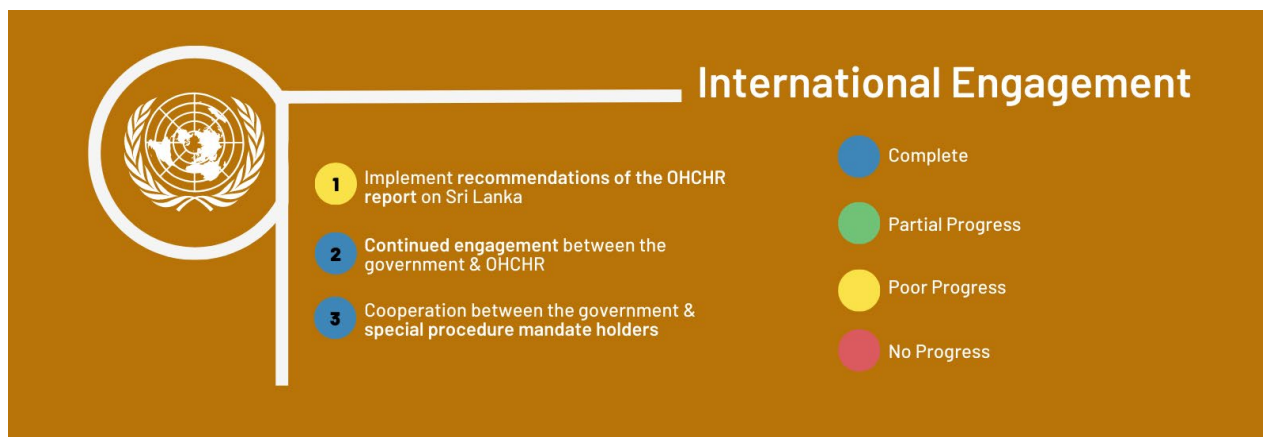 International Engagement
1
Implement recommendations of the OHCHR
report on Sri Lanka
2
Continued engagement between the
government & OHCHR
3
Cooperation between the government &
special procedure mandate holders
Complete
Partial Progress
Poor Progress
No Progress